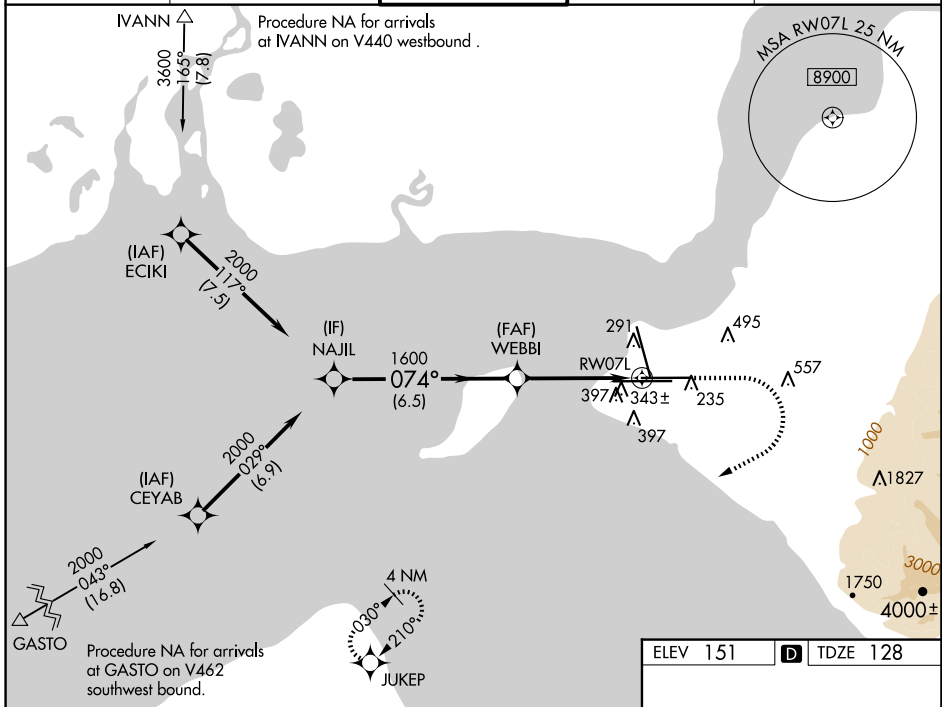 IVANN
Procedure NA for arrivals
at IVANN on V440 westbound .
3600
165°
(7.8)
MSA RW07L 25 NM
8900
(IAF)
ECIKI
2000
117°
(7.5)
(IF)
NAJIL
1600
074°
(6.5)
(FAF)
WEBBI
RW07L
291
495
557
397
343±
235
397
(IAF)
CEYAB
2000
029°
(6.9)
2000
043°
(16.8)
GASTO
Procedure NA for arrivals
at GASTO on V462
southwest bound.
4 NM
030°
210°
JUKEP
1000
1827
3000
1750
4000±
ELEV 151 D TDZE 128